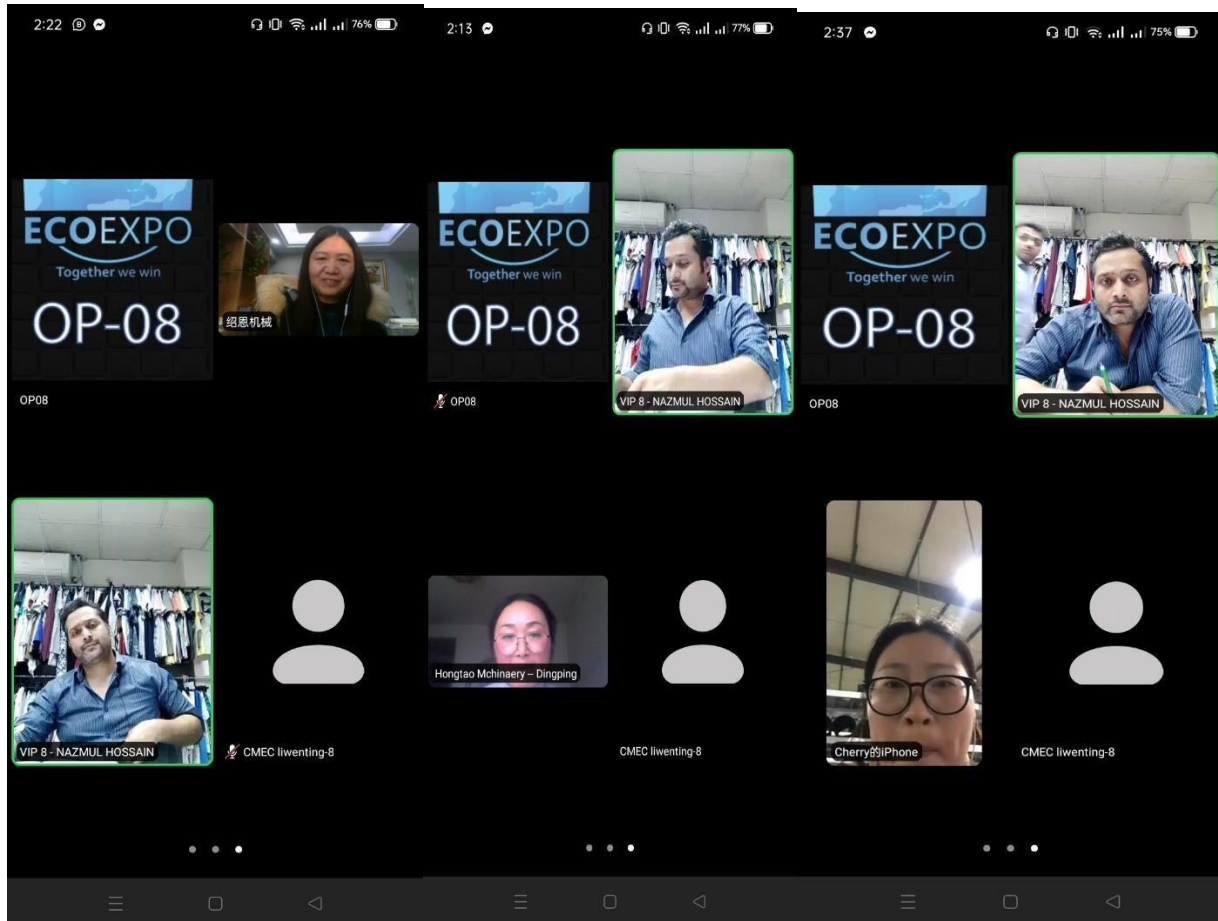 2:22
76%
ECOEXPO
Together we win
OP-08
OP08
绍恩机械
VIP 8 - NAZMUL HOSSAIN
CMEC liwenting-8
2:13
77%
ECOEXPO
Together we win
OP-08
OP08
VIP 8 - NAZMUL HOSSAIN
Hongtao Mchinaery – Dingping
CMEC liwenting-8
2:37
75%
ECOEXPO
Together we win
OP-08
OP08
VIP 8 - NAZMUL HOSSAIN
Cherry的iPhone
CMEC liwenting-8